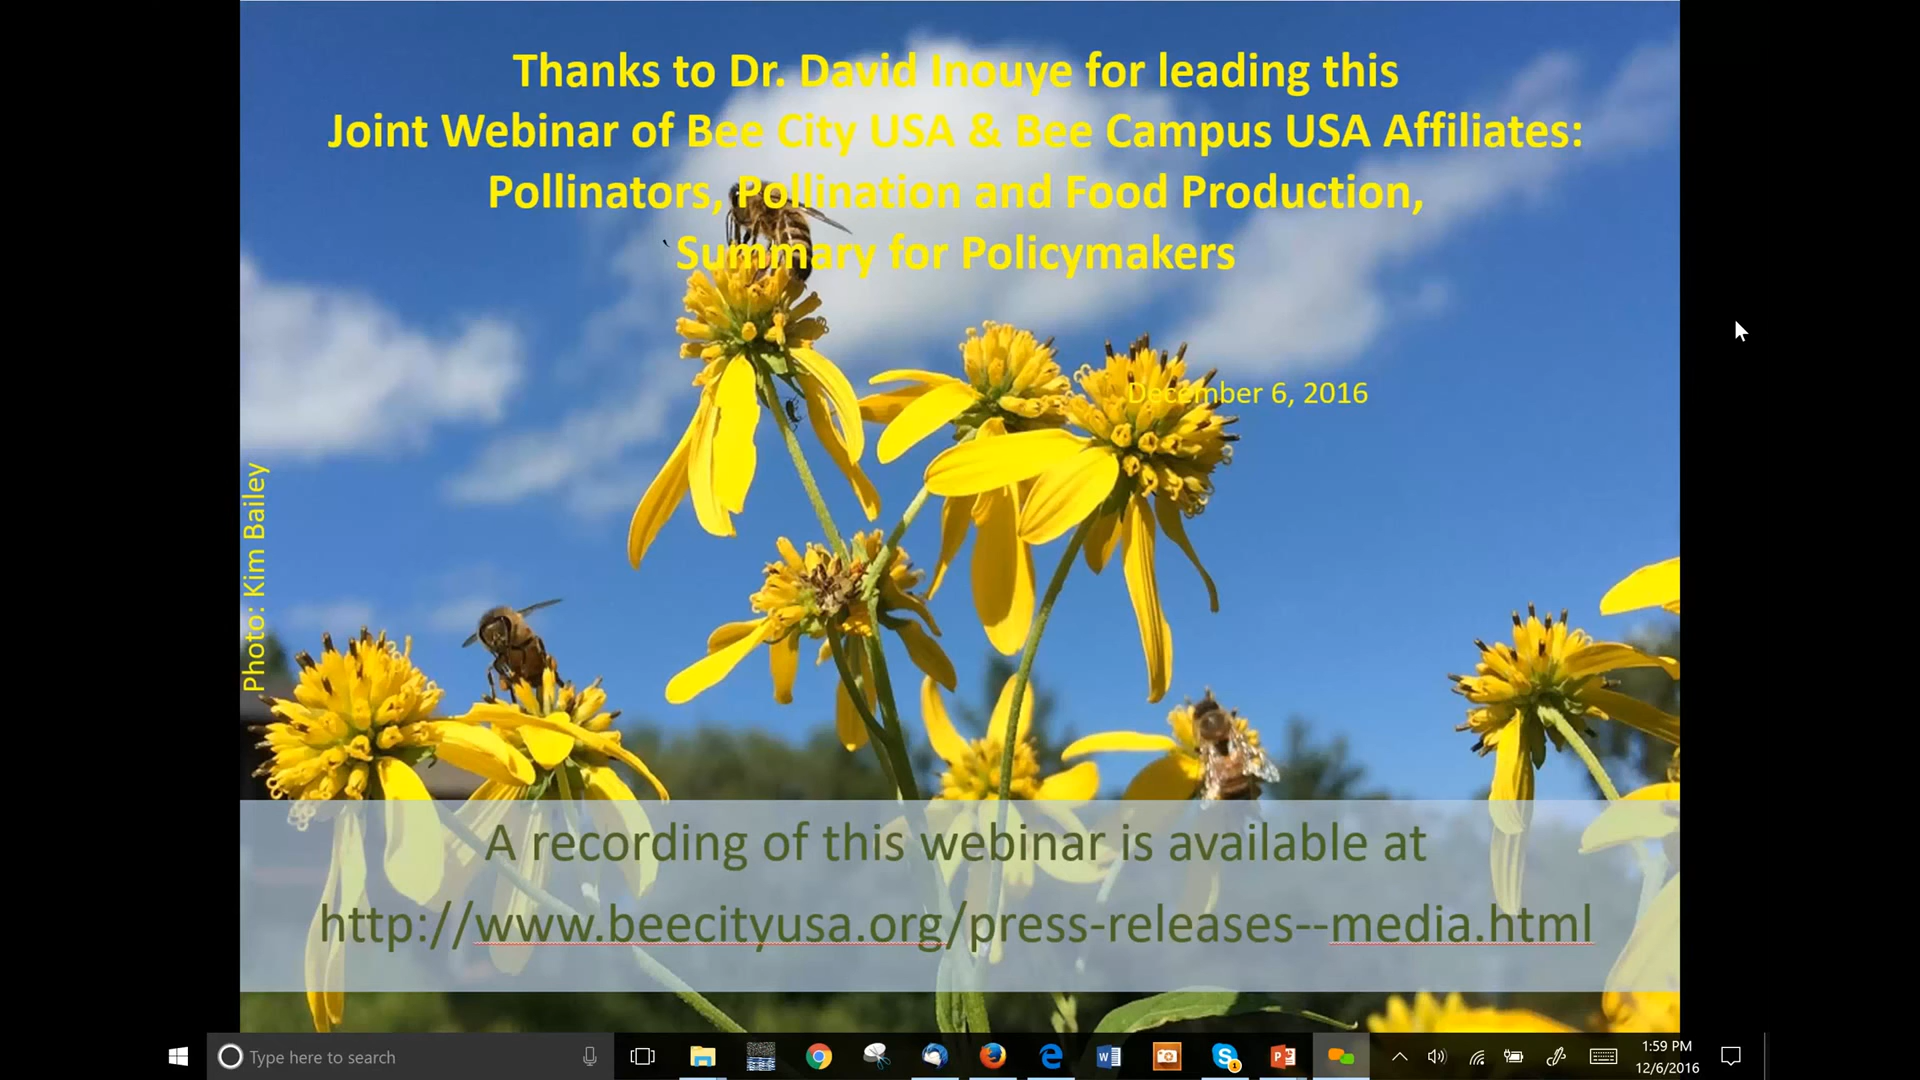 Thanks to Dr. David Inouye for leading this
Joint Webinar of Bee City USA & Bee Campus USA Affiliates:
Pollinators, Pollination and Food Production,
Summary for Policymakers
December 6, 2016
Photo: Kim Bailey
A recording of this webinar is available at
http://www.beecityusa.org/press-releases--media.html
Type here to search
1:59 PM
12/6/2016